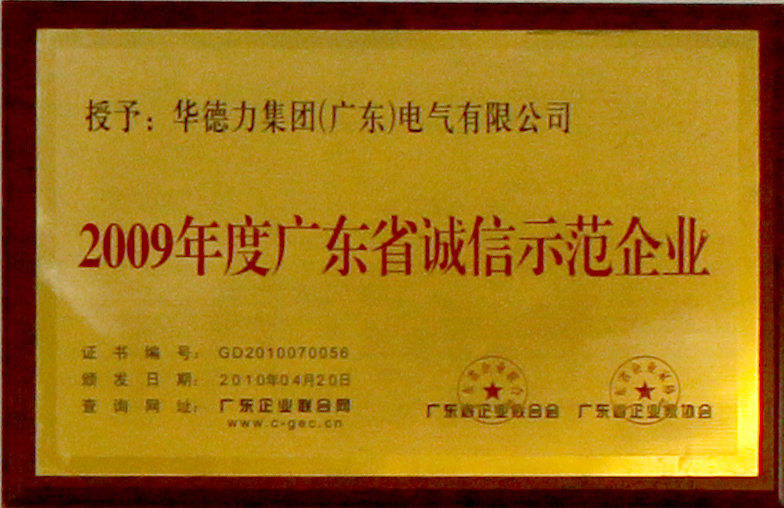 授予：华德力集团(广东)电气有限公司
2009年度广东省诚信示范企业
证书编号：GD2010070056
颁发日期：2010年04月20日
查询网址：广东企业联合网
www.c-gec.cn
广东省企业联合会 广东省企业家协会